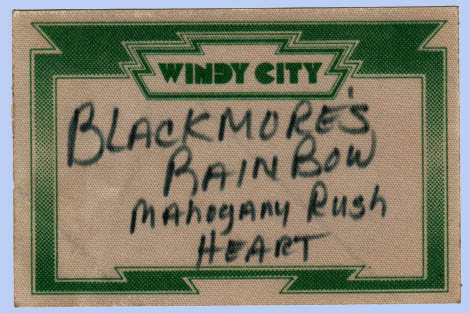 WINDY CITY
BLACKMORE'S
RAINBOW
Mahogany Rush
HEART